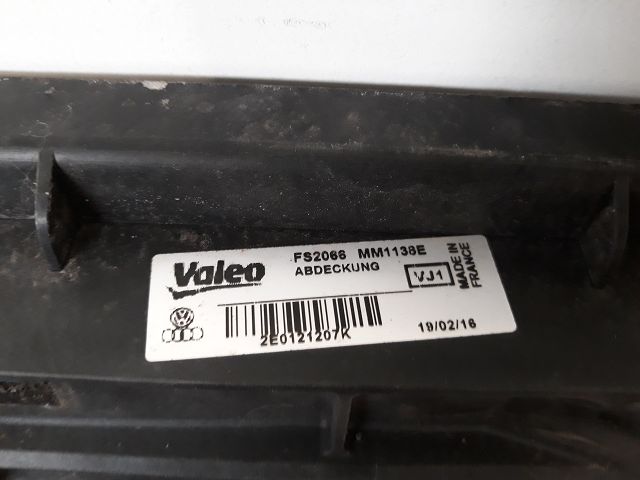 Valeo
FS2066 MM1138E
ABDECKUNG
VJ1
MADE IN
FRANCE
2E0121207K
19/02/16